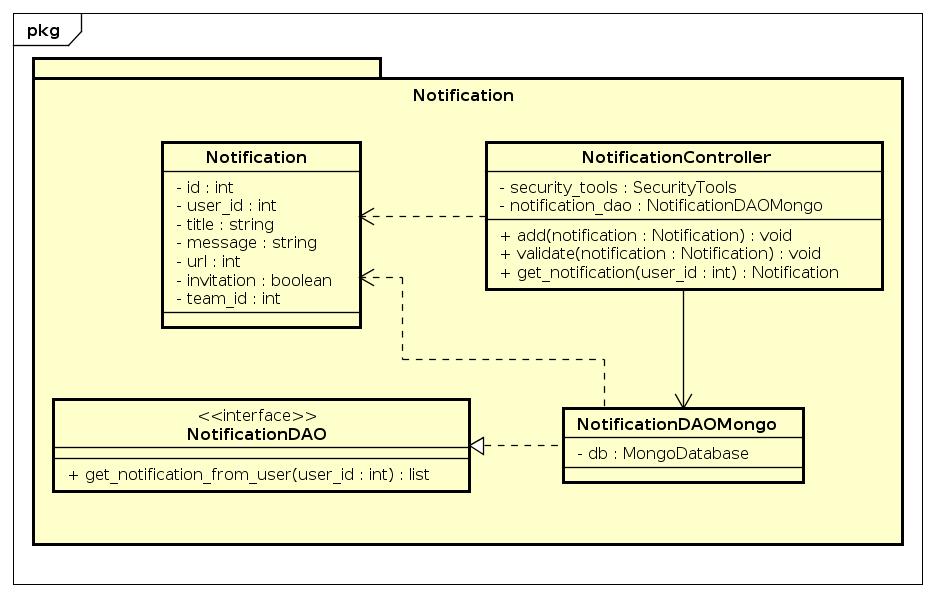 pkg
Notification
Notification
- id : int
- user_id : int
- title : string
- message : string
- url : int
- invitation : boolean
- team_id : int
NotificationController
- security_tools : SecurityTools
- notification_dao : NotificationDAOMongo
+ add(notification : Notification) : void
+ validate(notification : Notification) : void
+ get_notification(user_id : int) : Notification
<<interface>>
NotificationDAO
+ get_notification_from_user(user_id : int) : list
NotificationDAOMongo
- db : MongoDatabase